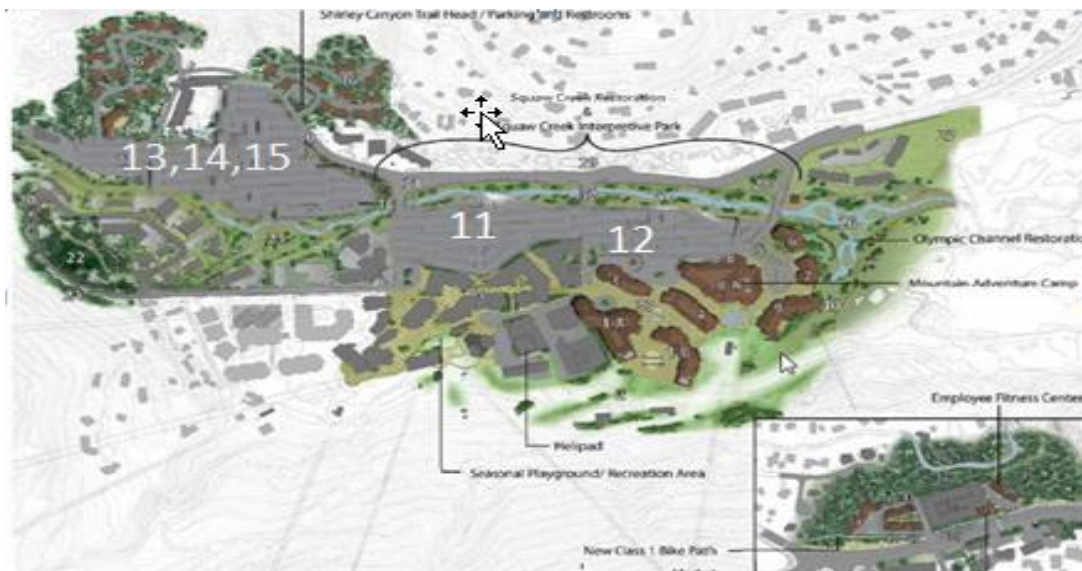 Shirley Canyon Trail Head / Parking and Restrooms
Squaw Creek Restoration
&
Squaw Creek Interpretive Park
13,14,15
11
12
22
Olympic Channel Restoratio
Mountain Adventure Camp
Employee Fitness Center
Helipad
Seasonal Playground/ Recreation Area
New Class 1 Bike Path